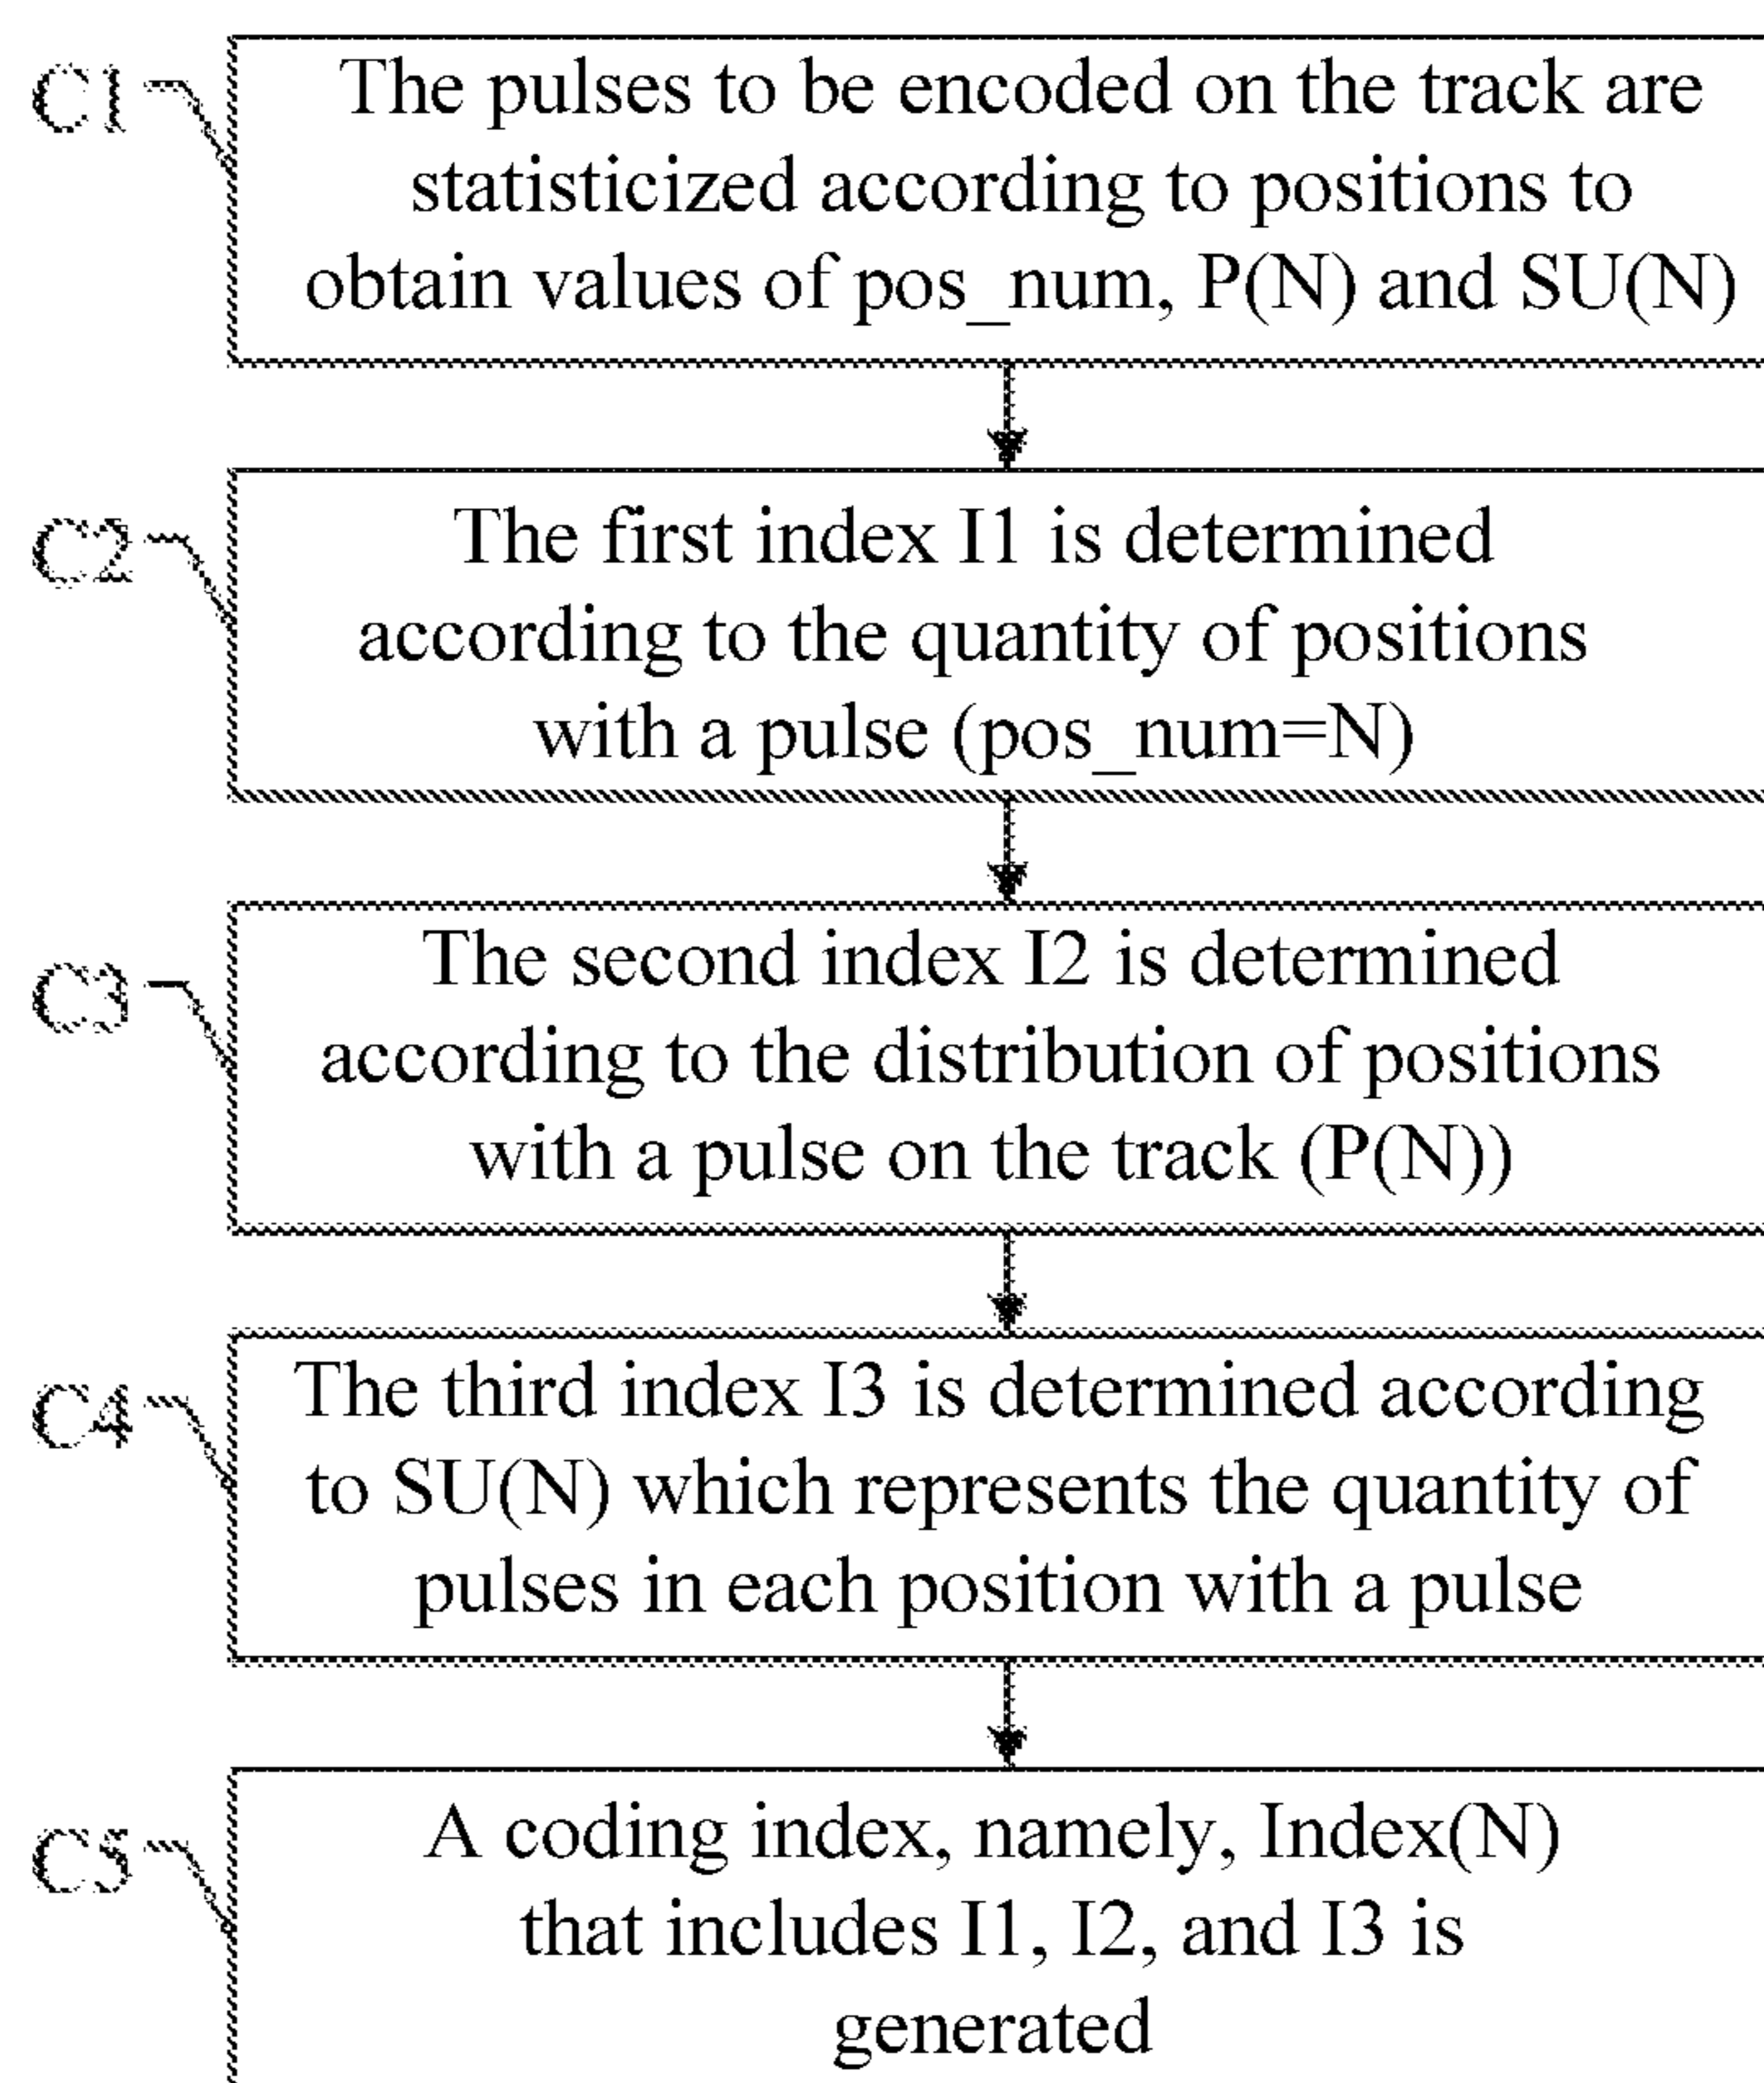 C1
The pulses to be encoded on the track are
statisticized according to positions to
obtain values of pos_num, P(N) and SU(N)
C2
The first index I1 is determined
according to the quantity of positions
with a pulse (pos_num=N)
C3
The second index I2 is determined
according to the distribution of positions
with a pulse on the track (P(N))
C4
The third index I3 is determined according
to SU(N) which represents the quantity of
pulses in each position with a pulse
C5
A coding index, namely, Index(N)
that includes I1, I2, and I3 is
generated